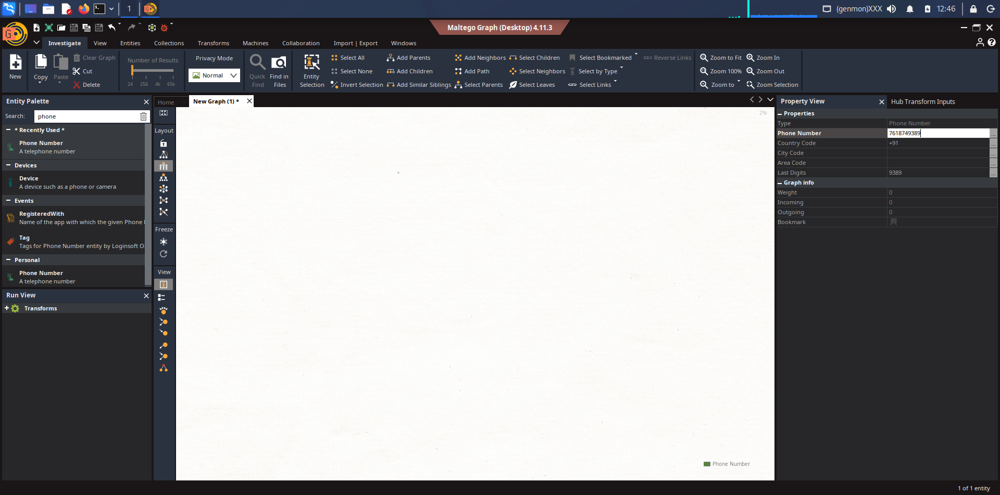 1
(genmon)XXX
12:46
Maltego Graph (Desktop) 4.11.3
Investigate View Entities Collections Transforms Machines Collaboration Import | Export Windows
New
Copy
Paste
Clear Graph
Cut
Delete
Number of Results
24 256 4k 65k
Privacy Mode
Normal
Quick Find
Find in Files
Entity Selection
Select All
Select None
Invert Selection
Add Parents
Add Children
Add Similar Siblings
Add Neighbors
Add Path
Select Parents
Select Children
Select Neighbors
Select Leaves
Select Bookmarked
Select by Type
Select Links
Reverse Links
Zoom to Fit
Zoom 100%
Zoom to
Zoom In
Zoom Out
Zoom Selection
Entity Palette
Search: phone
* Recently Used *
Phone Number
A telephone number
Devices
Device
A device such as a phone or camera
Events
RegisteredWith
Name of the app with which the given Phone
Tag
Tags for Phone Number entity by Loginsoft O
Personal
Phone Number
A telephone number
Run View
Transforms
Home
New Graph (1) *
Layout
Freeze
View
2%
Phone Number
Property View
Hub Transform Inputs
Properties
Type Phone Number
Phone Number 7618749389
Country Code +91
City Code
Area Code
Last Digits 9389
Graph info
Weight 0
Incoming 0
Outgoing 0
Bookmark
1 of 1 entity